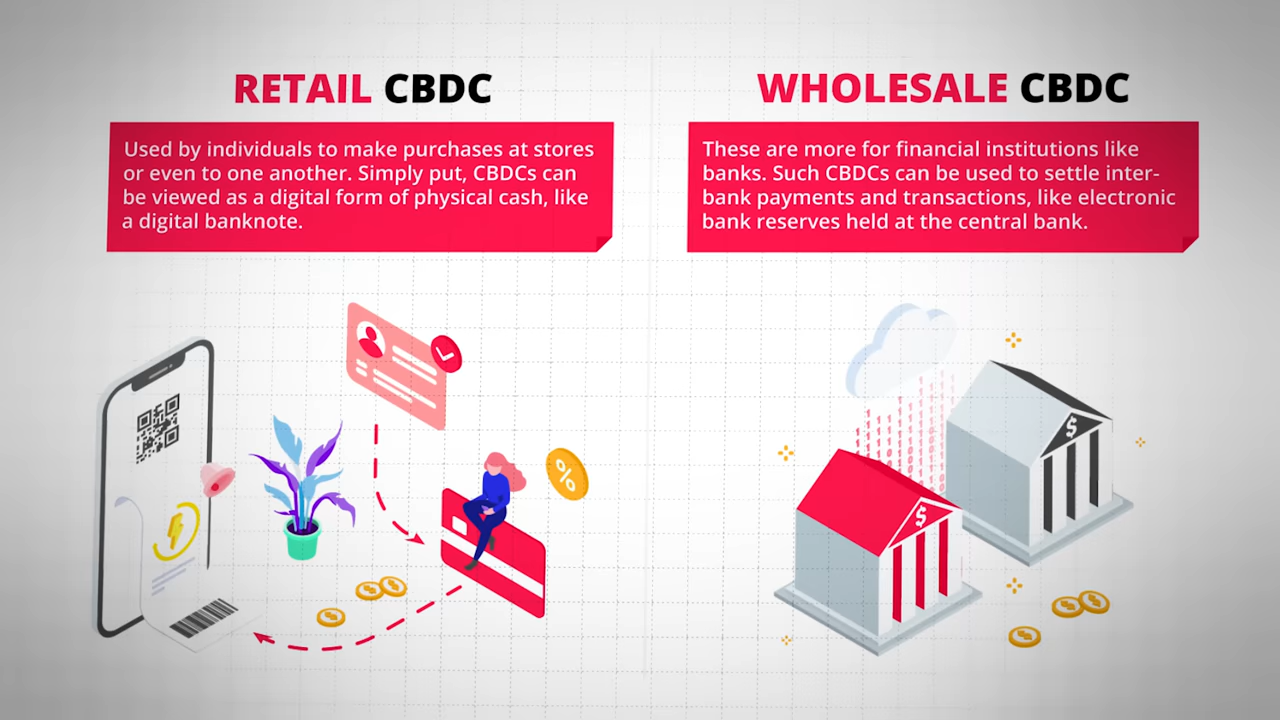 RETAIL CBDC
Used by individuals to make purchases at stores
or even to one another. Simply put, CBDCs can
be viewed as a digital form of physical cash, like
a digital banknote.
WHOLESALE CBDC
These are more for financial institutions like
banks. Such CBDCs can be used to settle inter-
bank payments and transactions, like electronic
bank reserves held at the central bank.
%
$
$
$
$
$
$
$